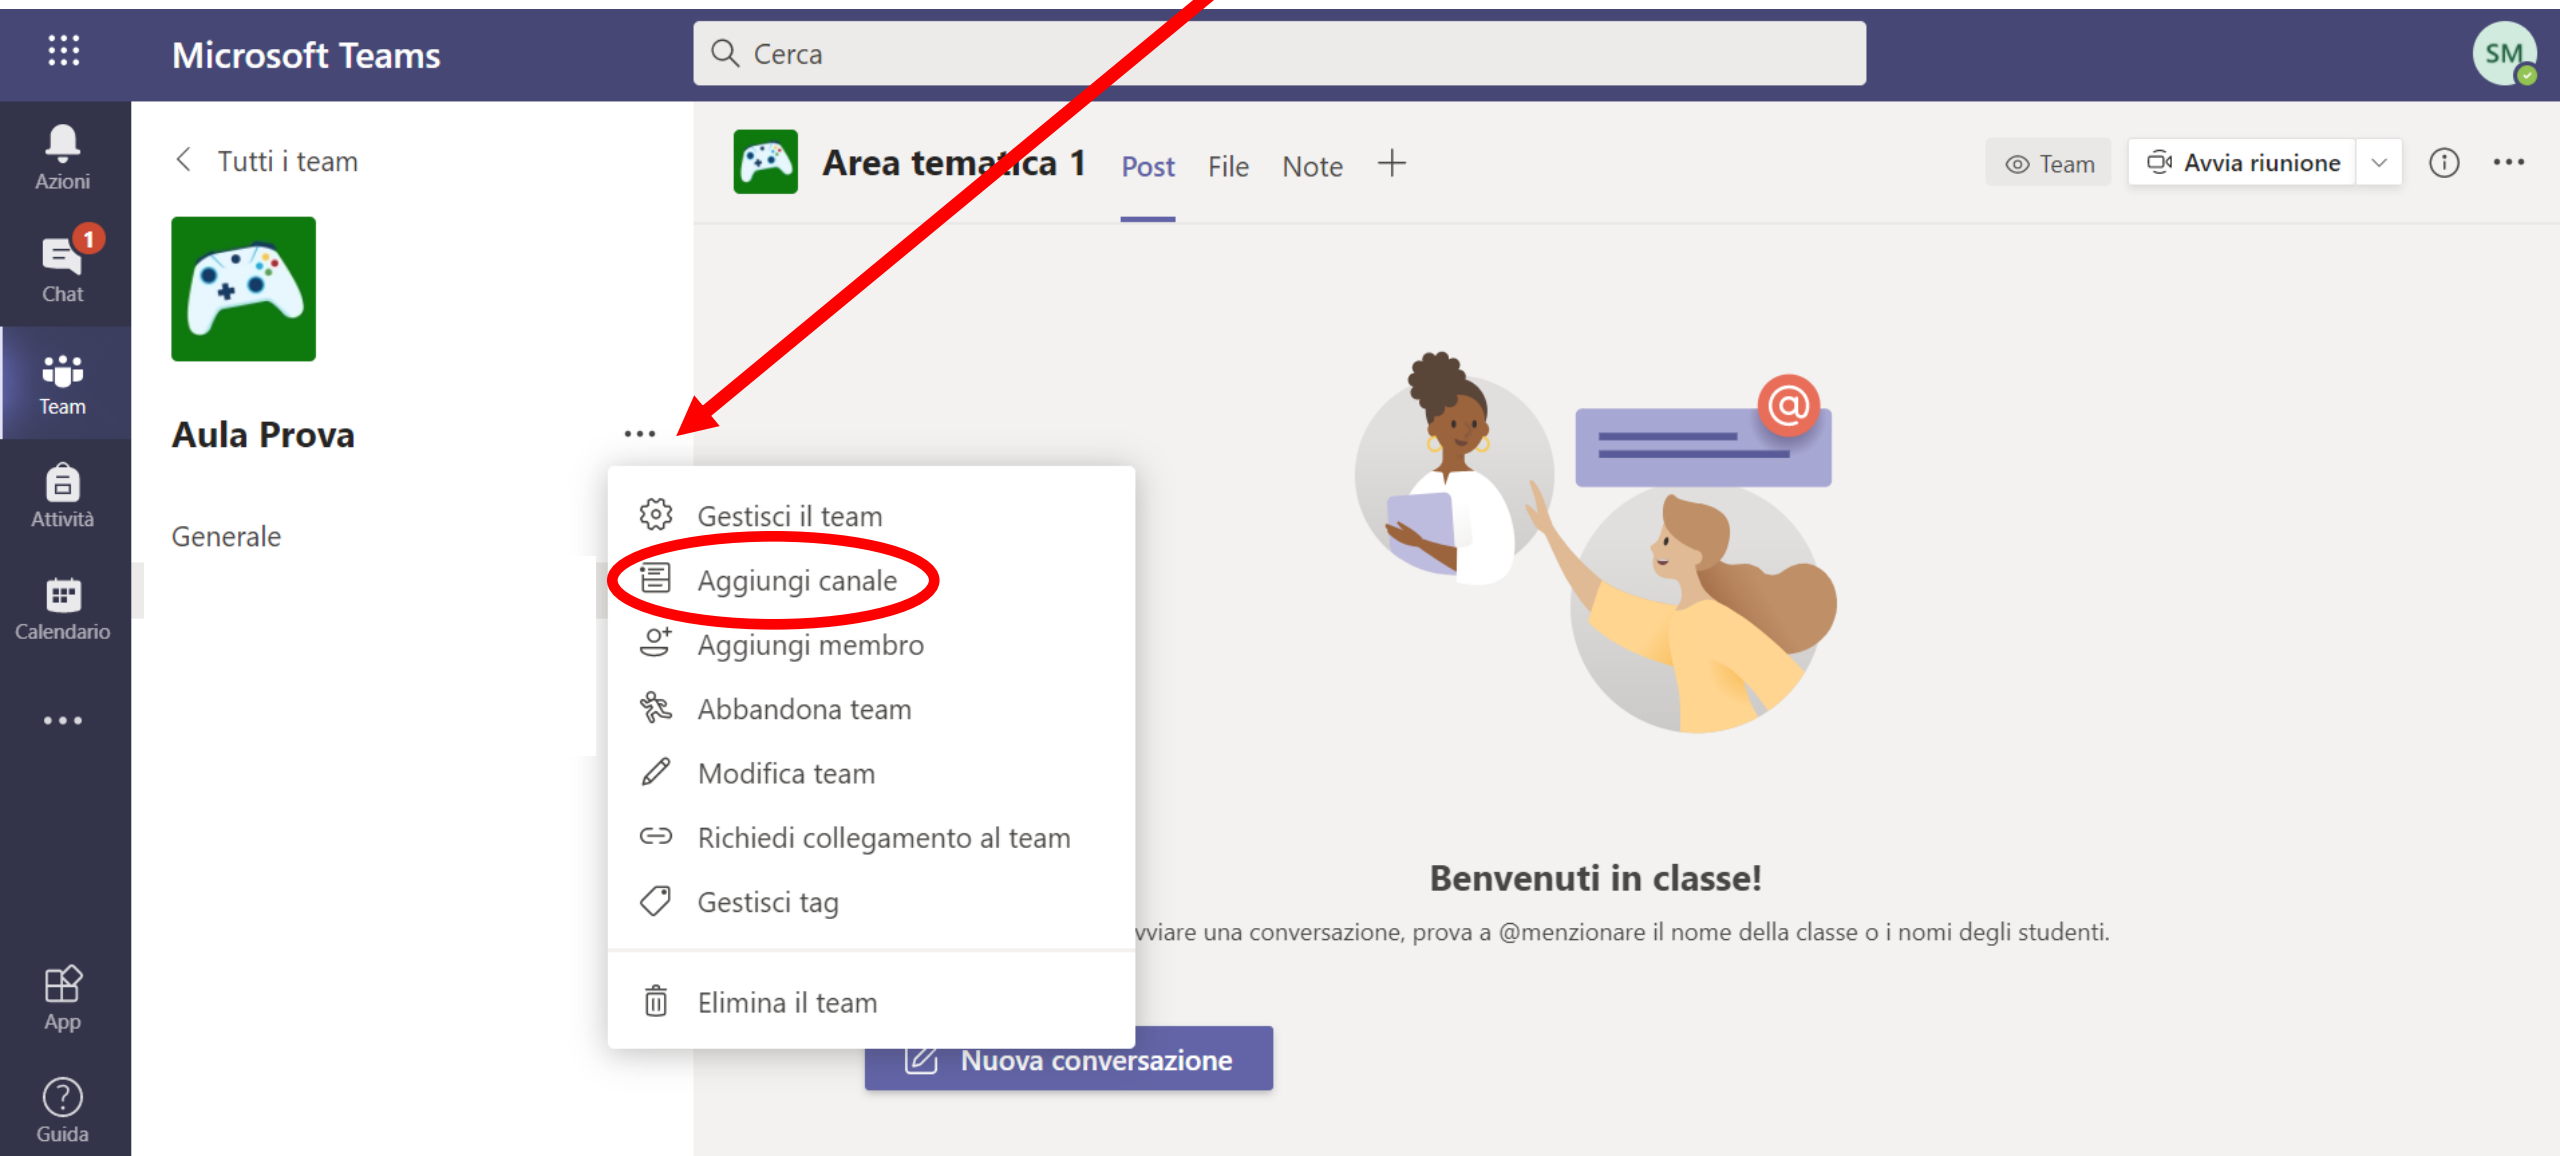 Microsoft Teams
Cerca
SM
Azioni
1
Chat
Team
Attività
Calendario
App
Guida
Tutti i team
Aula Prova
Generale
Gestisci il team
Aggiungi canale
Aggiungi membro
Abbandona team
Modifica team
Richiedi collegamento al team
Gestisci tag
Elimina il team
Area tematica 1 Post File Note
Team
Avvia riunione
@
Benvenuti in classe!
vviare una conversazione, prova a @menzionare il nome della classe o i nomi degli studenti.
Nuova conversazione